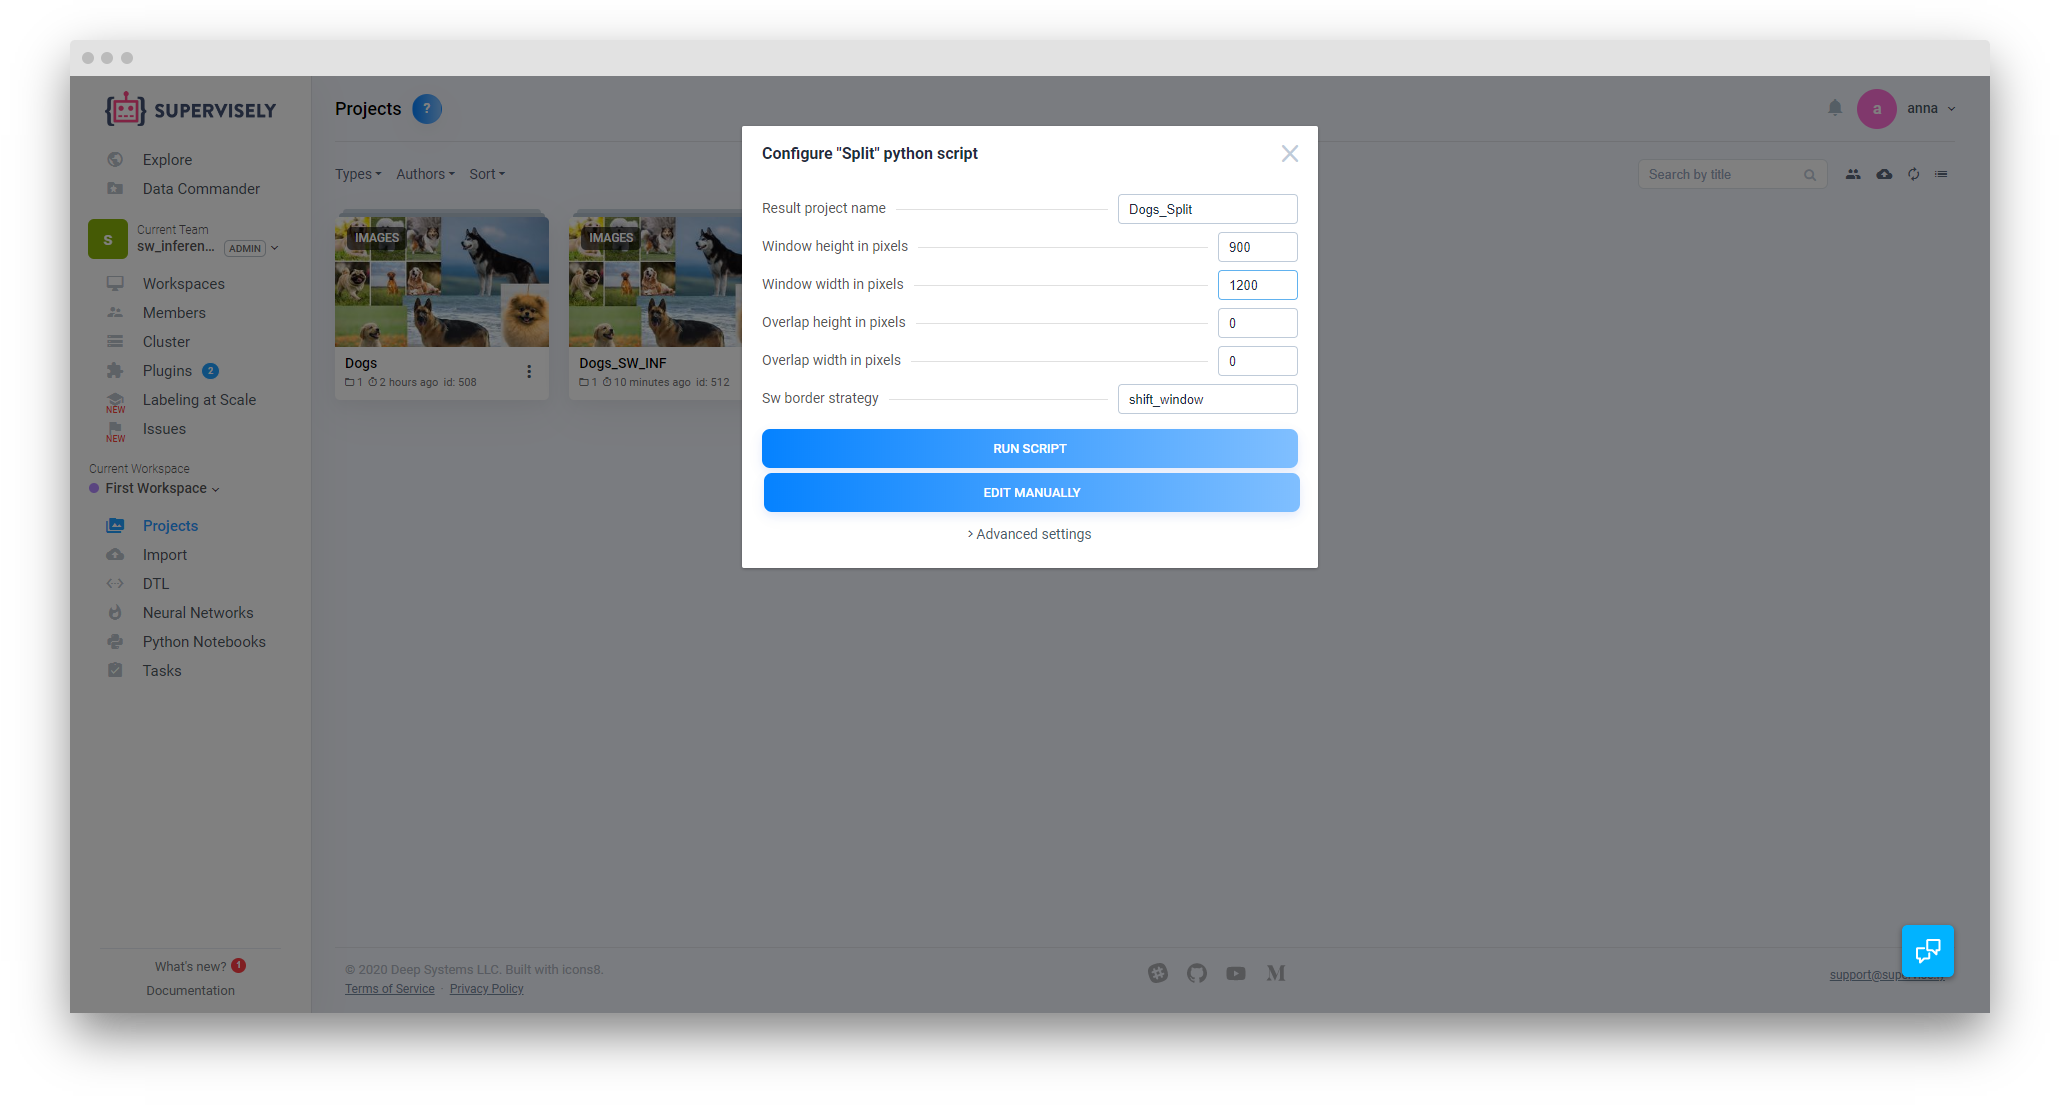 SUPERVISELY
Explore
Data Commander
S
Current Team
sw_inferen...
ADMIN
Workspaces
Members
Cluster
Plugins 2
Labeling at Scale
NEW
Issues
NEW
Current Workspace
First Workspace
Projects
Import
DTL
Neural Networks
Python Notebooks
Tasks
What's new? 1
Documentation
Projects ?
a anna
Types Authors Sort
Search by title
IMAGES
Dogs
1 2 hours ago id: 508
IMAGES
Dogs_SW_INF
1 10 minutes ago id: 512
Configure "Split" python script
Result project name Dogs_Split
Window height in pixels 900
Window width in pixels 1200
Overlap height in pixels 0
Overlap width in pixels 0
Sw border strategy shift_window
RUN SCRIPT
EDIT MANUALLY
> Advanced settings
© 2020 Deep Systems LLC. Built with icons8.
Terms of Service · Privacy Policy
M